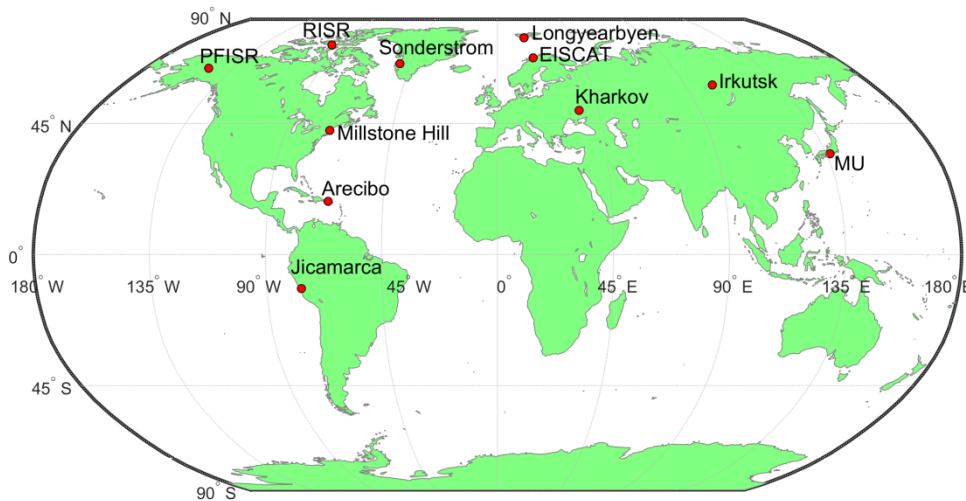 90° N
RISR
Longyearbyen
Sonderstrom
EISCAT
PFISR
Irkutsk
Kharkov
45° N
Millstone Hill
MU
Arecibo
0°
Jicamarca
180° W
135° W
90° W
45° W
0°
45° E
90° E
135° E
180° E
45° S
90° S